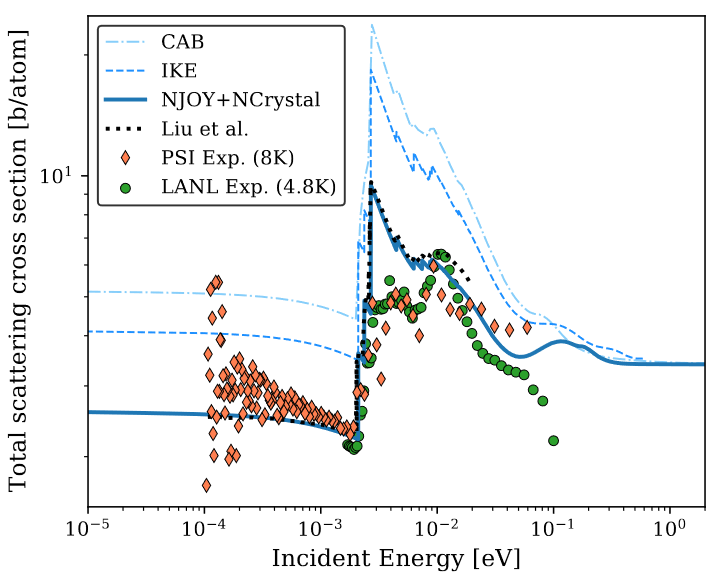 Total scattering cross section [b/atom]
10¹
CAB
IKE
NJOY+NCrystal
Liu et al.
PSI Exp. (8K)
LANL Exp. (4.8K)
10⁻⁵ 10⁻⁴ 10⁻³ 10⁻² 10⁻¹ 10⁰
Incident Energy [eV]